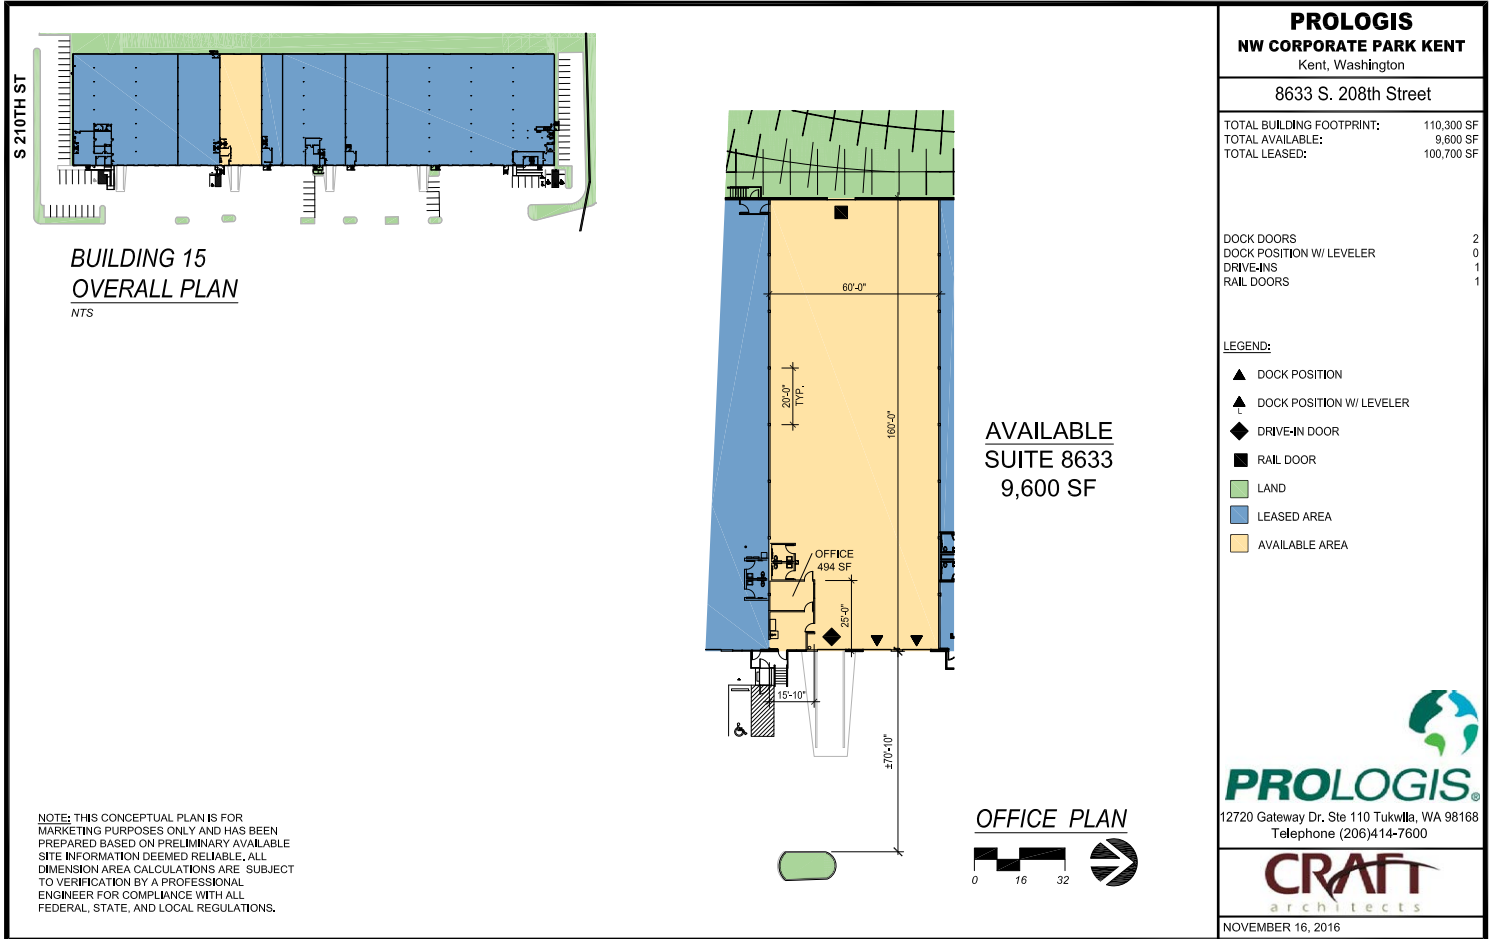 S 210TH ST
BUILDING 15
OVERALL PLAN
NTS
60'-0"
20'-0"
TYP.
160'-0"
OFFICE
494 SF
25'-0"
15'-10"
±70'-10"
AVAILABLE
SUITE 8633
9,600 SF
OFFICE PLAN
0 16 32
NOTE: THIS CONCEPTUAL PLAN IS FOR
MARKETING PURPOSES ONLY AND HAS BEEN
PREPARED BASED ON PRELIMINARY AVAILABLE
SITE INFORMATION DEEMED RELIABLE. ALL
DIMENSION AREA CALCULATIONS ARE SUBJECT
TO VERIFICATION BY A PROFESSIONAL
ENGINEER FOR COMPLIANCE WITH ALL
FEDERAL, STATE, AND LOCAL REGULATIONS.
PROLOGIS
NW CORPORATE PARK KENT
Kent, Washington
8633 S. 208th Street
TOTAL BUILDING FOOTPRINT: 110,300 SF
TOTAL AVAILABLE: 9,600 SF
TOTAL LEASED: 100,700 SF
DOCK DOORS 2
DOCK POSITION W/ LEVELER 0
DRIVE-INS 1
RAIL DOORS 1
LEGEND:
DOCK POSITION
DOCK POSITION W/ LEVELER
L
DRIVE-IN DOOR
RAIL DOOR
LAND
LEASED AREA
AVAILABLE AREA
PROLOGIS®
12720 Gateway Dr. Ste 110 Tukwila, WA 98168
Telephone (206)414-7600
CRAFT
architects
NOVEMBER 16, 2016